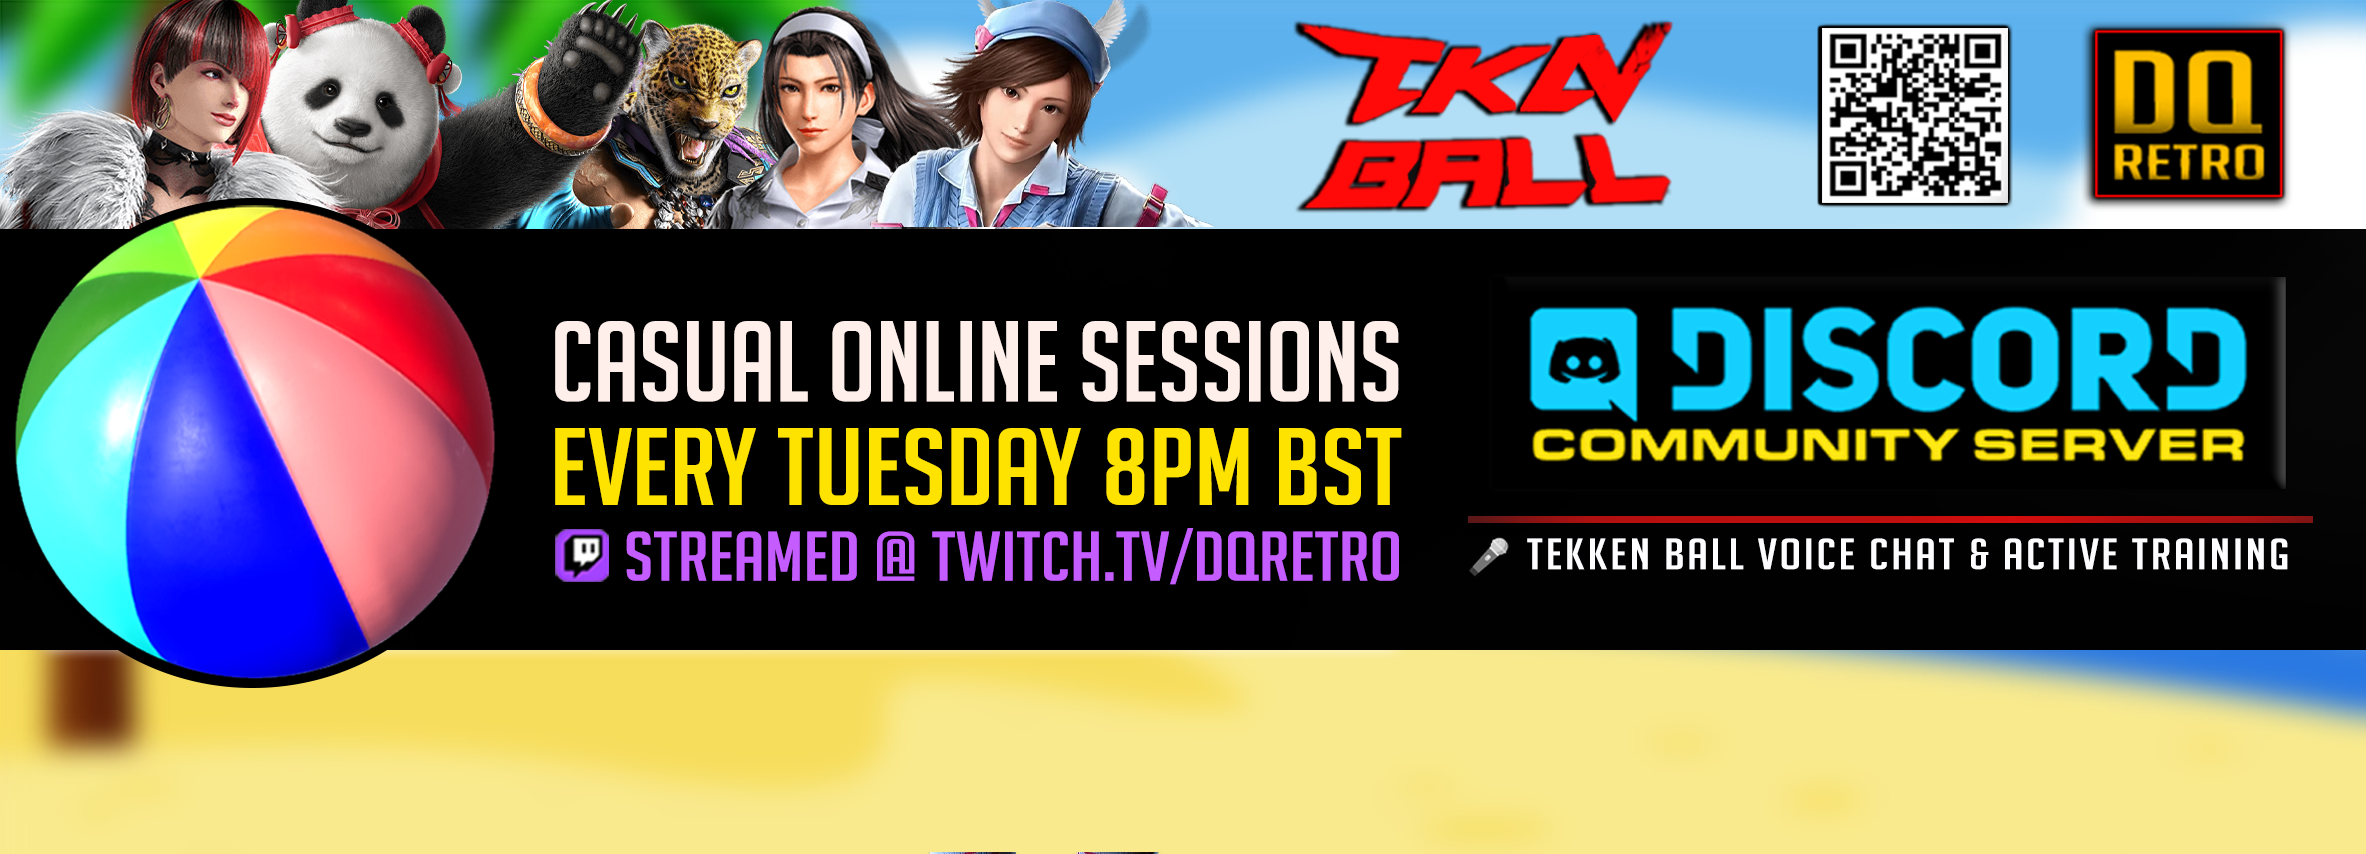 TKN
BALL
DQ
RETRO
CASUAL ONLINE SESSIONS
EVERY TUESDAY 8PM BST
STREAMED @ TWITCH.TV/DQRETRO
DISCORD
COMMUNITY SERVER
TEKKEN BALL VOICE CHAT & ACTIVE TRAINING